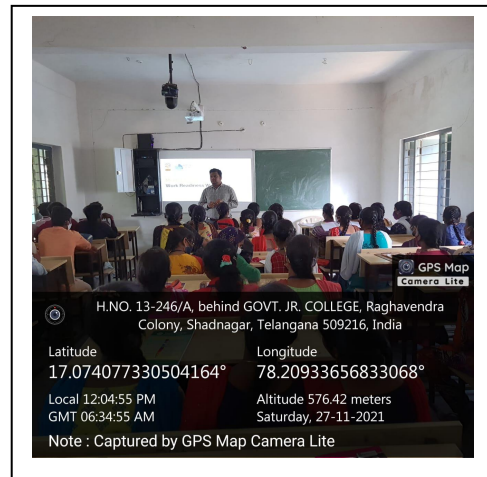 Work Readiness
GPS Map
Camera Lite
H.NO. 13-246/A, behind GOVT. JR. COLLEGE, Raghavendra
Colony, Shadnagar, Telangana 509216, India
Latitude
17.074077330504164°
Longitude
78.20933656833068°
Local 12:04:55 PM
GMT 06:34:55 AM
Altitude 576.42 meters
Saturday, 27-11-2021
Note : Captured by GPS Map Camera Lite